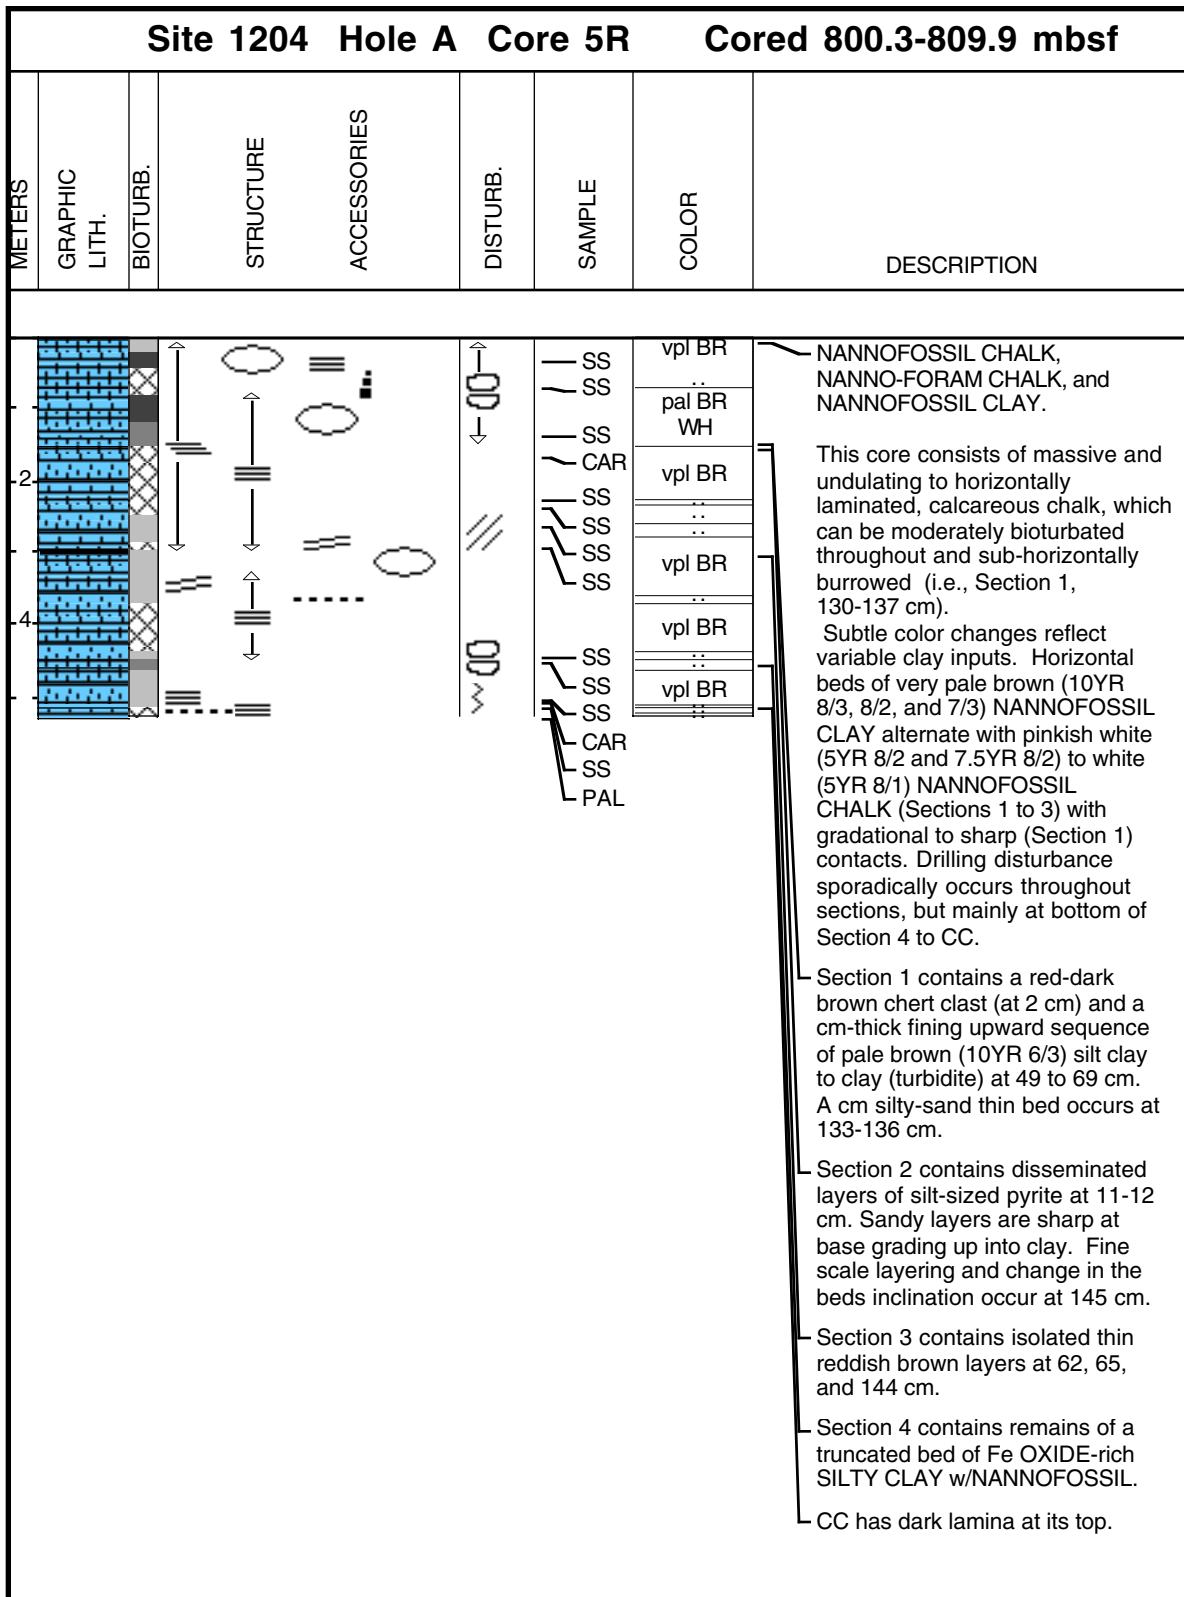 Site 1204 Hole A Core 5R Cored 800.3-809.9 mbsf
METERS
GRAPHIC
LITH.
BIOTURB.
STRUCTURE
ACCESSORIES
DISTURB.
SAMPLE
COLOR
DESCRIPTION
2
4
SS
SS
SS
CAR
SS
SS
SS
SS
SS
SS
SS
CAR
SS
PAL
vpl BR
pal BR
WH
vpl BR
vpl BR
vpl BR
vpl BR
NANNOFOSSIL CHALK,
NANNO-FORAM CHALK, and
NANNOFOSSIL CLAY.
This core consists of massive and
undulating to horizontally
laminated, calcareous chalk, which
can be moderately bioturbated
throughout and sub-horizontally
burrowed (i.e., Section 1,
130-137 cm).
Subtle color changes reflect
variable clay inputs. Horizontal
beds of very pale brown (10YR
8/3, 8/2, and 7/3) NANNOFOSSIL
CLAY alternate with pinkish white
(5YR 8/2 and 7.5YR 8/2) to white
(5YR 8/1) NANNOFOSSIL
CHALK (Sections 1 to 3) with
gradational to sharp (Section 1)
contacts. Drilling disturbance
sporadically occurs throughout
sections, but mainly at bottom of
Section 4 to CC.
Section 1 contains a red-dark
brown chert clast (at 2 cm) and a
cm-thick fining upward sequence
of pale brown (10YR 6/3) silt clay
to clay (turbidite) at 49 to 69 cm.
A cm silty-sand thin bed occurs at
133-136 cm.
Section 2 contains disseminated
layers of silt-sized pyrite at 11-12
cm. Sandy layers are sharp at
base grading up into clay. Fine
scale layering and change in the
beds inclination occur at 145 cm.
Section 3 contains isolated thin
reddish brown layers at 62, 65,
and 144 cm.
Section 4 contains remains of a
truncated bed of Fe OXIDE-rich
SILTY CLAY w/NANNOFOSSIL.
CC has dark lamina at its top.